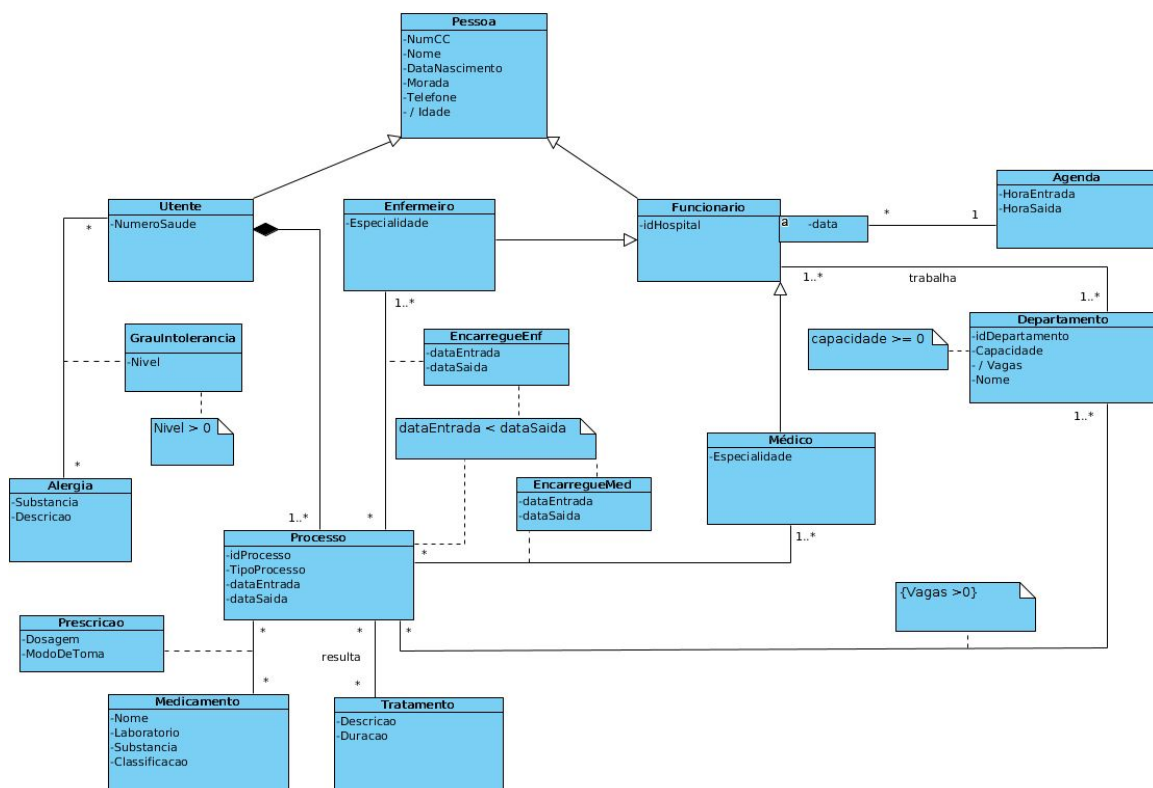 Pessoa
-NumCC
-Nome
-DataNascimento
-Morada
-Telefone
- / Idade
Utente
-NumeroSaude
Enfermeiro
-Especialidade
Funcionario
-idHospital
a
-data
*
1
Agenda
-HoraEntrada
-HoraSaida
*
1..*
trabalha
1..*
1..*
GrauIntolerancia
-Nivel
Nivel > 0
EncarregueEnf
-dataEntrada
-dataSaida
capacidade >= 0
Departamento
-idDepartamento
-Capacidade
- / Vagas
-Nome
1..*
dataEntrada < dataSaida
Médico
-Especialidade
*
Alergia
-Substancia
-Descricao
EncarregueMed
-dataEntrada
-dataSaida
1..*
*
1..*
*
Processo
-idProcesso
-TipoProcesso
-dataEntrada
-dataSaida
{Vagas >0}
Prescricao
-Dosagem
-ModoDeToma
*
*
*
resulta
*
*
Medicamento
-Nome
-Laboratorio
-Substancia
-Classificacao
Tratamento
-Descricao
-Duracao